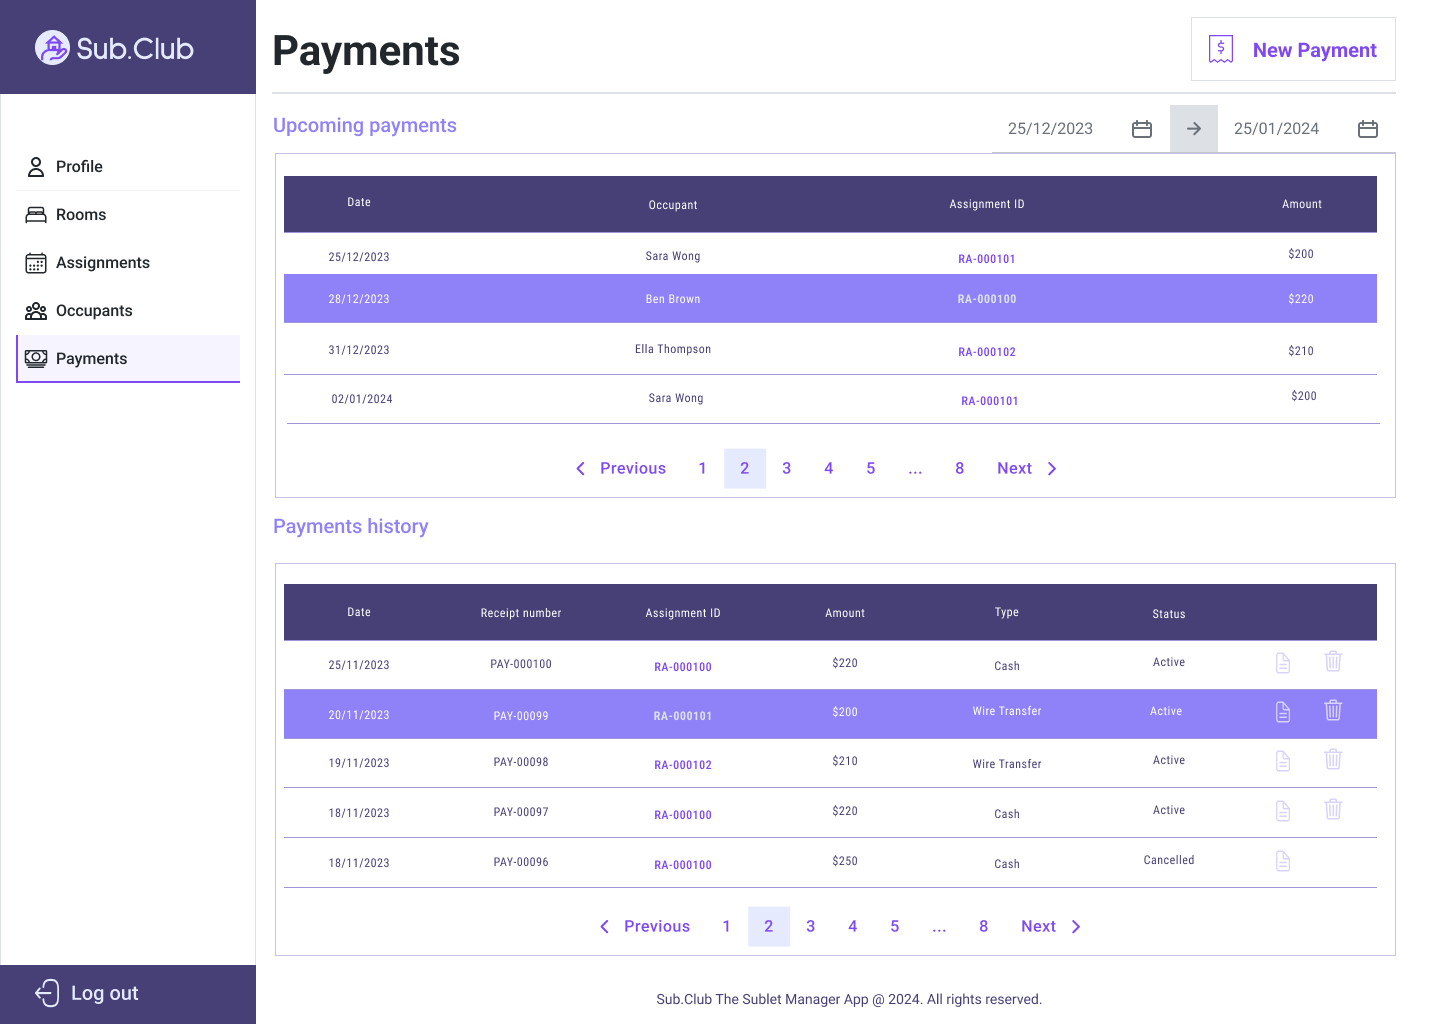 Sub.Club
Payments
New Payment
Profile
Rooms
Assignments
Occupants
Payments
Log out
Upcoming payments
25/12/2023 25/01/2024
Date Occupant Assignment ID Amount
25/12/2023 Sara Wong RA-000101 $200
28/12/2023 Ben Brown RA-000100 $220
31/12/2023 Ella Thompson RA-000102 $210
02/01/2024 Sara Wong RA-000101 $200
Previous 1 2 3 4 5 ... 8 Next
Payments history
Date Receipt number Assignment ID Amount Type Status
25/11/2023 PAY-000100 RA-000100 $220 Cash Active
20/11/2023 PAY-00099 RA-000101 $200 Wire Transfer Active
19/11/2023 PAY-00098 RA-000102 $210 Wire Transfer Active
18/11/2023 PAY-00097 RA-000100 $220 Cash Active
18/11/2023 PAY-00096 RA-000100 $250 Cash Cancelled
Previous 1 2 3 4 5 ... 8 Next
Sub.Club The Sublet Manager App @ 2024. All rights reserved.